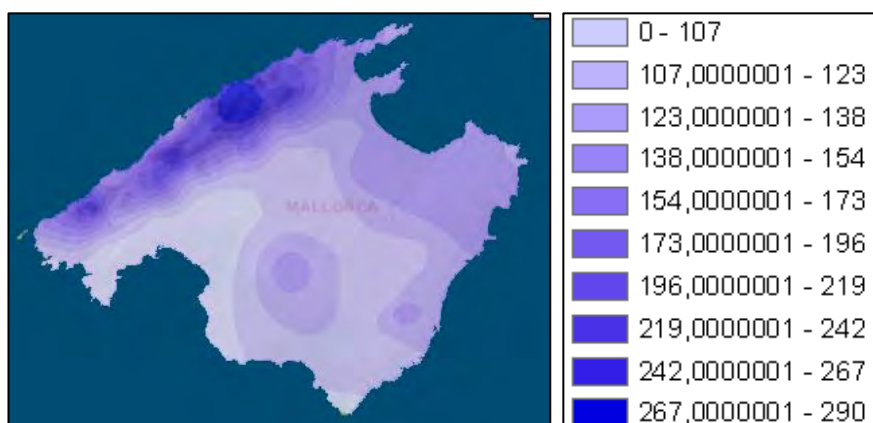 MALLORCA
0 - 107
107,0000001 - 123
123,0000001 - 138
138,0000001 - 154
154,0000001 - 173
173,0000001 - 196
196,0000001 - 219
219,0000001 - 242
242,0000001 - 267
267,0000001 - 290